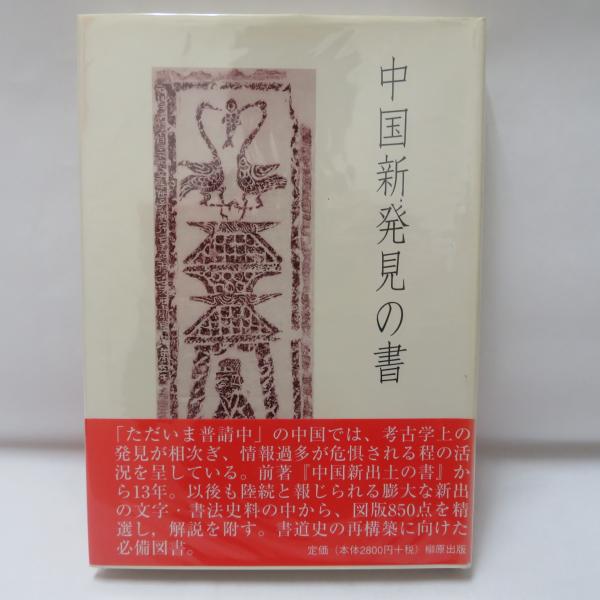 中国新発見の書
「ただいま普請中」の中国では、考古学上の
発見が相次ぎ、情報過多が危惧される程の活
況を呈している。前著『中国新出土の書』か
ら13年。以後も陸続と報じられる膨大な新出
の文字・書法史料の中から、図版850点を精
選し，解説を附す。書道史の再構築に向けた
必備図書。
定価（本体2800円＋税）柳原出版